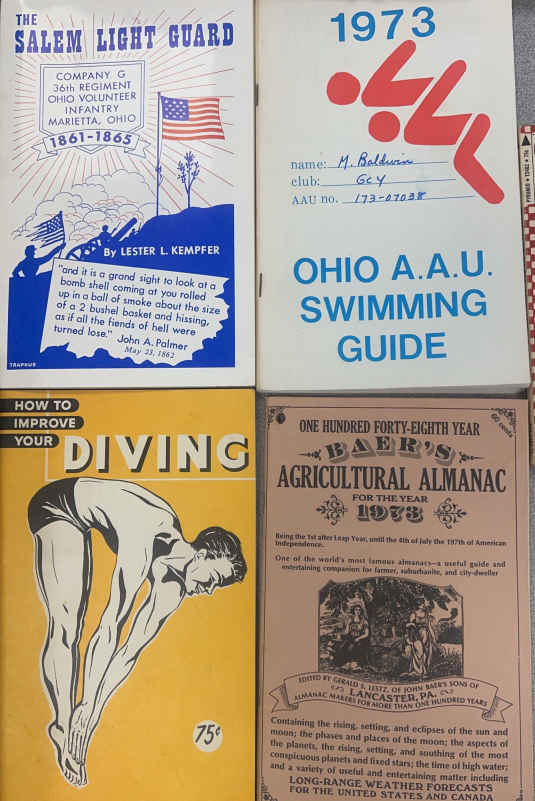 THE
SALEM LIGHT GUARD
COMPANY G
36th REGIMENT
OHIO VOLUNTEER
INFANTRY
MARIETTA, OHIO
1861-1865
By LESTER L. KEMPFER
"and it is a grand sight to look at a
bomb shell coming at you rolled
up in a ball of smoke about the size
of a 2 bushel basket and hissing,
as if all the fiends of hell were
turned lose."
John A. Palmer
May 23, 1862
TRAPHUR
1973
name: M. Baldwin
club: GCY
AAU no. 173-07038
OHIO A.A.U.
SWIMMING
GUIDE
HOW TO
IMPROVE
YOUR
DIVING
75¢
60 cents
ONE HUNDRED FORTY-EIGHTH YEAR
BAER'S
AGRICULTURAL ALMANAC
FOR THE YEAR
1973
Being the 1st after Leap Year, until the 4th of July the 197th of American
Independence.
One of the world's most famous almanacs—a useful guide and
entertaining companion for farmer, suburbanite, and city-dweller
EDITED BY GERALD S. LESTZ, OF JOHN BAER'S SONS OF
LANCASTER, PA.
ALMANAC MAKERS FOR MORE THAN ONE HUNDRED YEARS
Containing the rising, setting, and eclipses of the sun and
moon; the phases and places of the moon; the aspects of
the planets, the rising, setting, and southing of the most
conspicuous planets and fixed stars; the time of high water;
and a variety of useful and entertaining matter including
LONG-RANGE WEATHER FORECASTS
FOR THE UNITED STATES AND CANADA